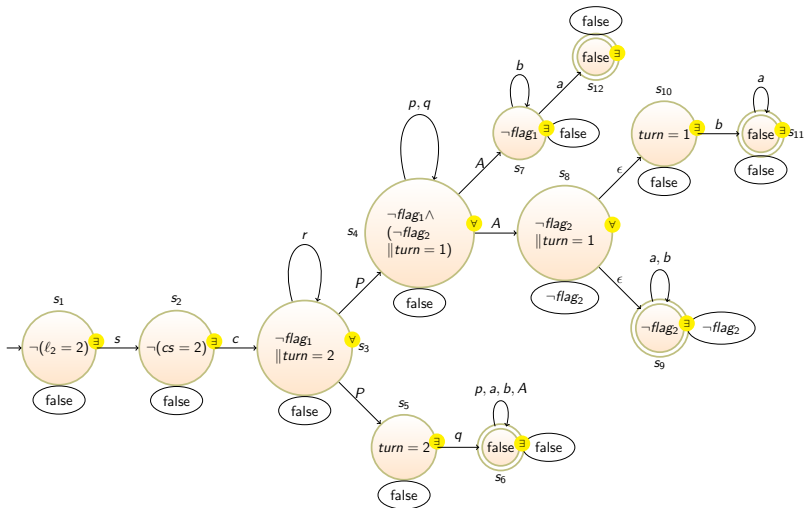 false
false
∃
s₁₂
b
a
¬flag₁
∃
false
s₇
p, q
A
¬flag₁∧
(¬flag₂
∥turn = 1)
∀
s₄
false
A
s₈
¬flag₂
∥turn = 1
∀
¬flag₂
ϵ
ϵ
s₁₀
turn = 1
∃
false
b
a
false
∃
s₁₁
false
a, b
¬flag₂
∃
¬flag₂
s₉
r
P
¬flag₁
∥turn = 2
∀
s₃
false
P
s₁
¬(ℓ₂ = 2)
∃
false
s
s₂
¬(cs = 2)
∃
false
c
s₅
turn = 2
∃
false
q
p, a, b, A
false
∃
false
s₆